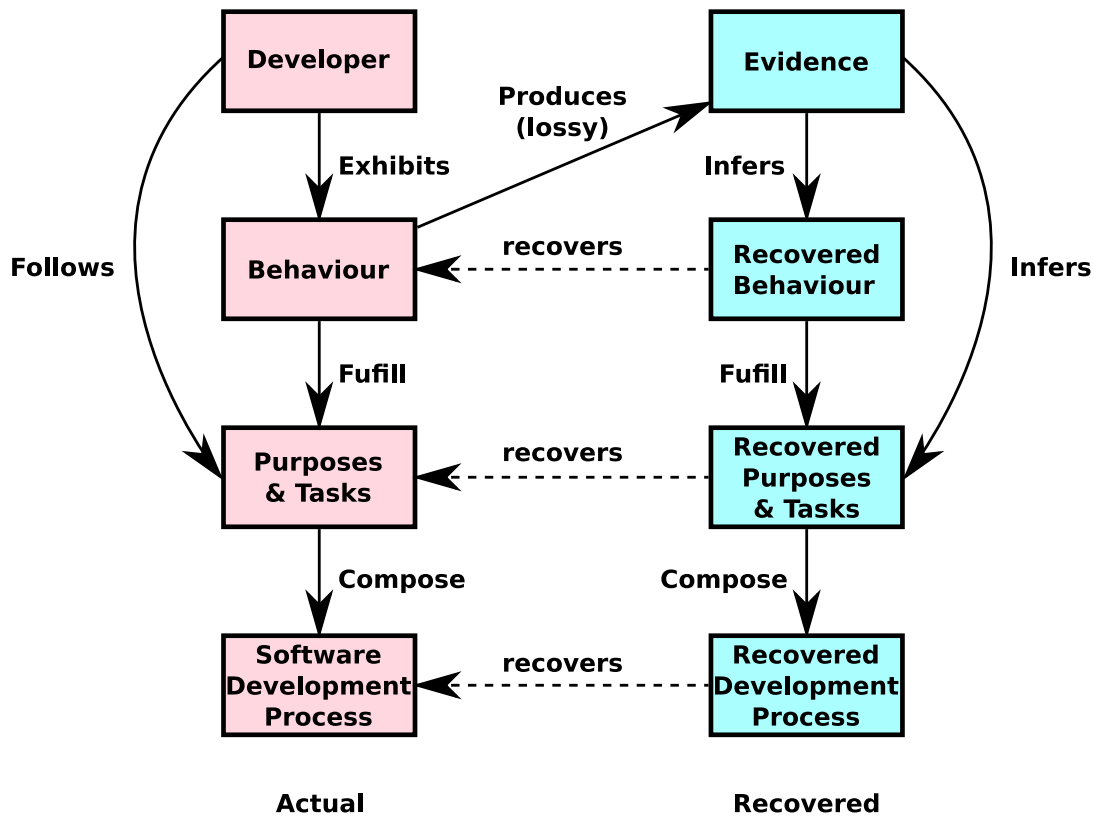 Developer
Evidence
Produces
(lossy)
Exhibits
Infers
Follows
Behaviour
recovers
Recovered
Behaviour
Infers
Fufill
Fufill
Purposes
& Tasks
recovers
Recovered
Purposes
& Tasks
Compose
Compose
Software
Development
Process
recovers
Recovered
Development
Process
Actual
Recovered